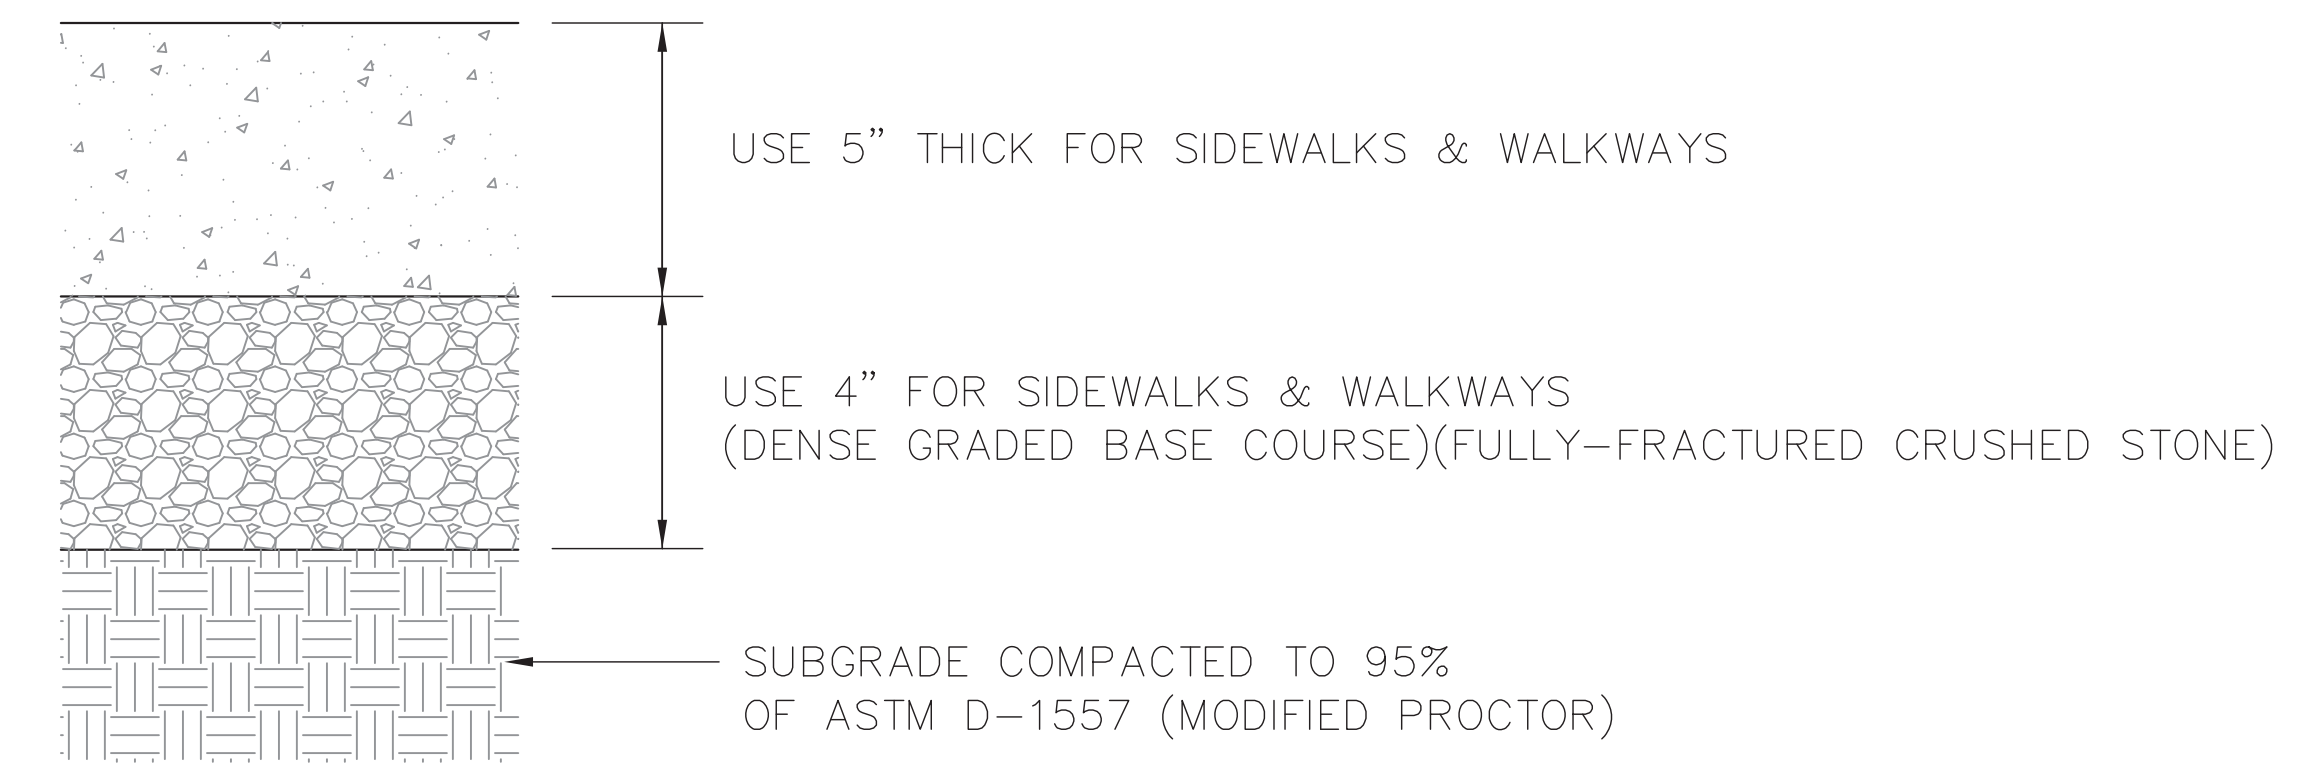 USE 5” THICK FOR SIDEWALKS & WALKWAYS
USE 4” FOR SIDEWALKS & WALKWAYS
(DENSE GRADED BASE COURSE)(FULLY-FRACTURED CRUSHED STONE)
SUBGRADE COMPACTED TO 95%
OF ASTM D-1557 (MODIFIED PROCTOR)